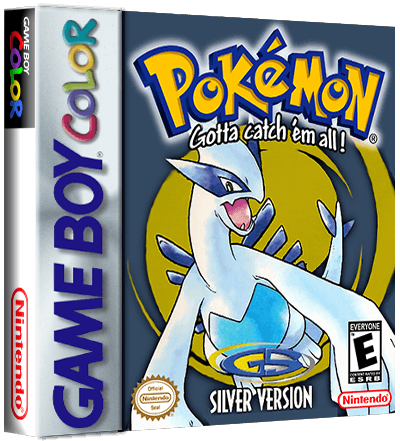 GAME BOY
COLOR
Nintendo
GAME BOY COLOR
POKéMON
®
Gotta catch 'em all!
GS
SILVER VERSION
Official
Nintendo
Seal
EVERYONE
E
CONTENT RATED BY
ESRB
Nintendo